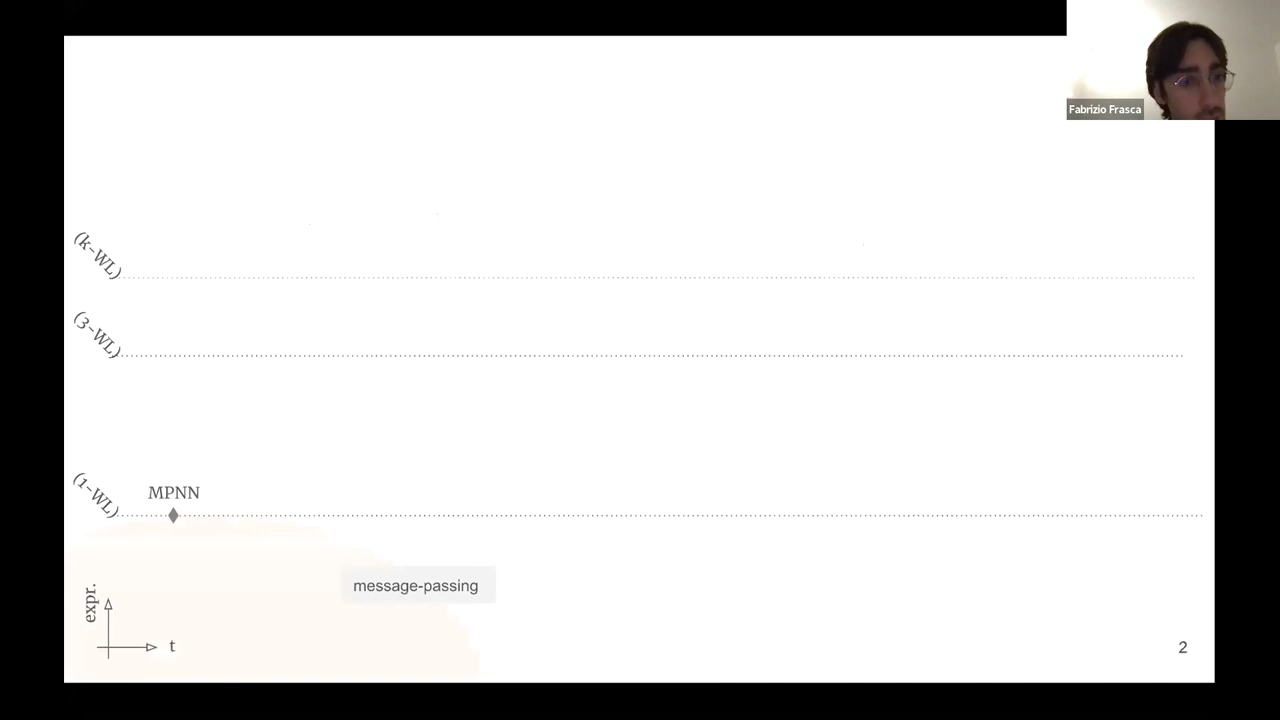 Fabrizio Frasca
(k-WL)
(3-WL)
(1-WL)
MPNN
message-passing
expr.
t
2